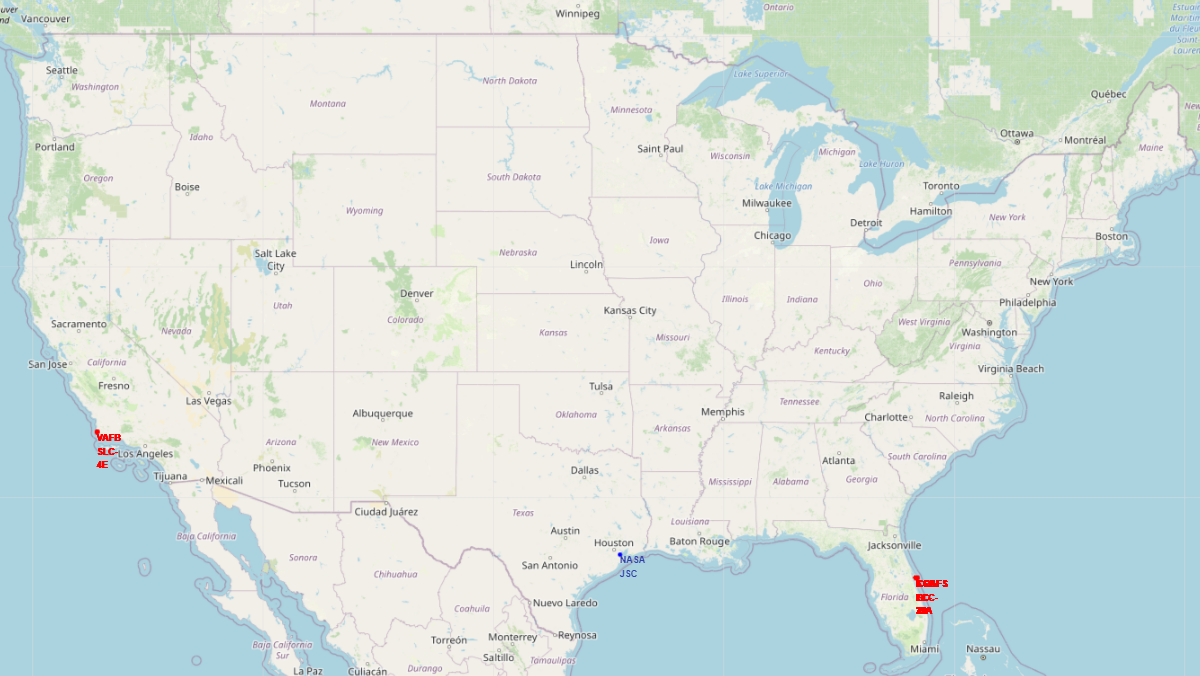 Vancouver
Winnipeg
Ontario
Seattle
Washington
Montana
North Dakota
Minnesota
Lake Superior
Québec
Portland
Idaho
Saint Paul
Wisconsin
Michigan
Lake Huron
Ottawa
Montréal
Maine
Oregon
Boise
South Dakota
Lake Michigan
Toronto
Wyoming
Milwaukee
Hamilton
New York
Detroit
Chicago
Boston
Salt Lake
City
Nebraska
Iowa
Lincoln
Pennsylvania
Ohio
New York
Utah
Denver
Colorado
Illinois
Indiana
Philadelphia
Sacramento
Nevada
Kansas City
Kansas
Missouri
West Virginia
Washington
Virginia
San Jose
California
Kentucky
Virginia Beach
Fresno
Las Vegas
Tulsa
Raleigh
Albuquerque
Oklahoma
Memphis
Tennessee
Charlotte
North Carolina
VAFB
SLC-
4E
Los Angeles
Arizona
New Mexico
Arkansas
Phoenix
Tucson
Dallas
Atlanta
South Carolina
Tijuana
Mexicali
Mississippi
Alabama
Georgia
Ciudad Juárez
Texas
Louisiana
Baja California
Austin
Houston
Baton Rouge
Jacksonville
Sonora
Chihuahua
San Antonio
NASA
JSC
Florida
Coahuila
Nuevo Laredo
Baja California
Sur
Torreón
Monterrey
Reynosa
Miami
Nassau
La Paz
Culiacán
Durango
Saltillo
Tamaulipas